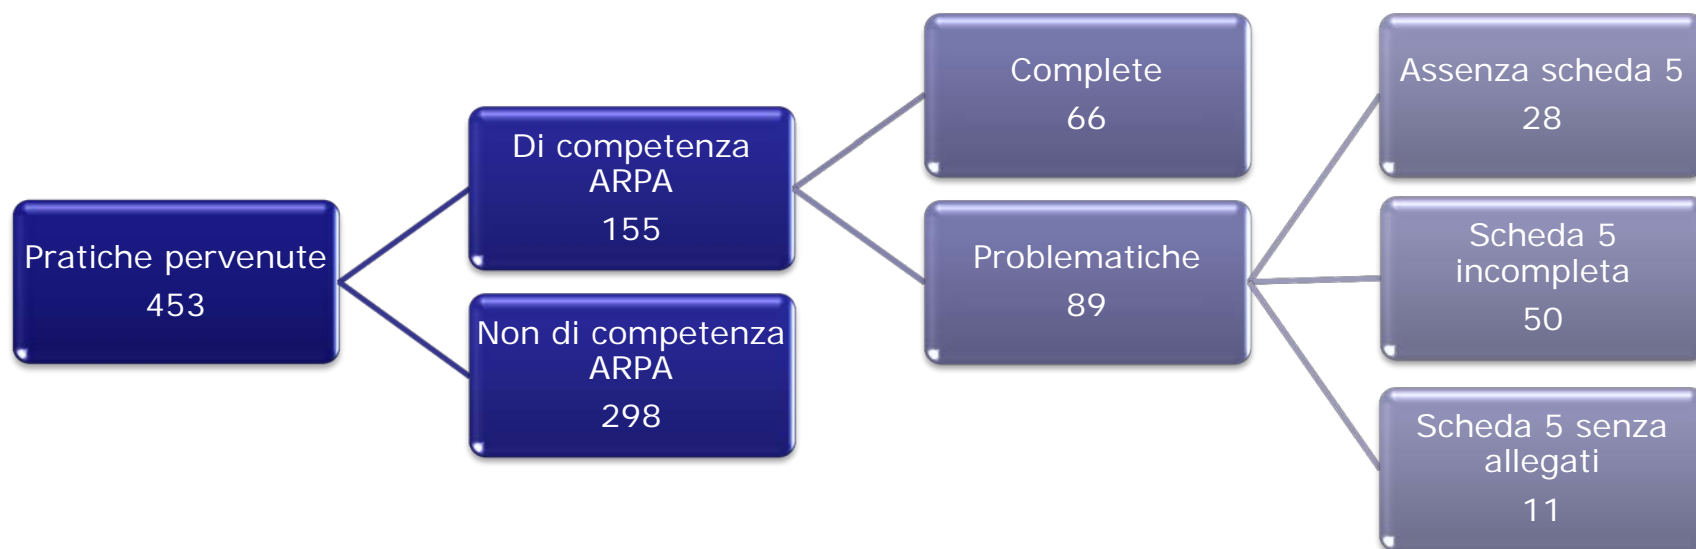 Pratiche pervenute
453
Di competenza
ARPA
155
Non di competenza
ARPA
298
Complete
66
Problematiche
89
Assenza scheda 5
28
Scheda 5
incompleta
50
Scheda 5 senza
allegati
11